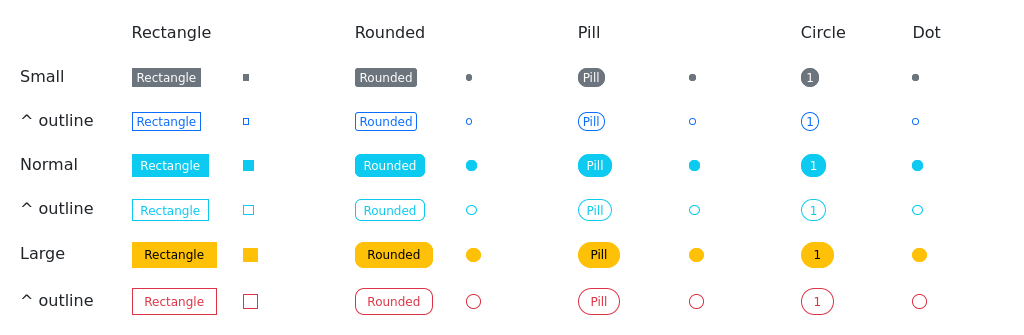 Rectangle Rounded Pill Circle Dot
Small Rectangle Rounded Pill 1
^ outline Rectangle Rounded Pill 1
Normal Rectangle Rounded Pill 1
^ outline Rectangle Rounded Pill 1
Large Rectangle Rounded Pill 1
^ outline Rectangle Rounded Pill 1